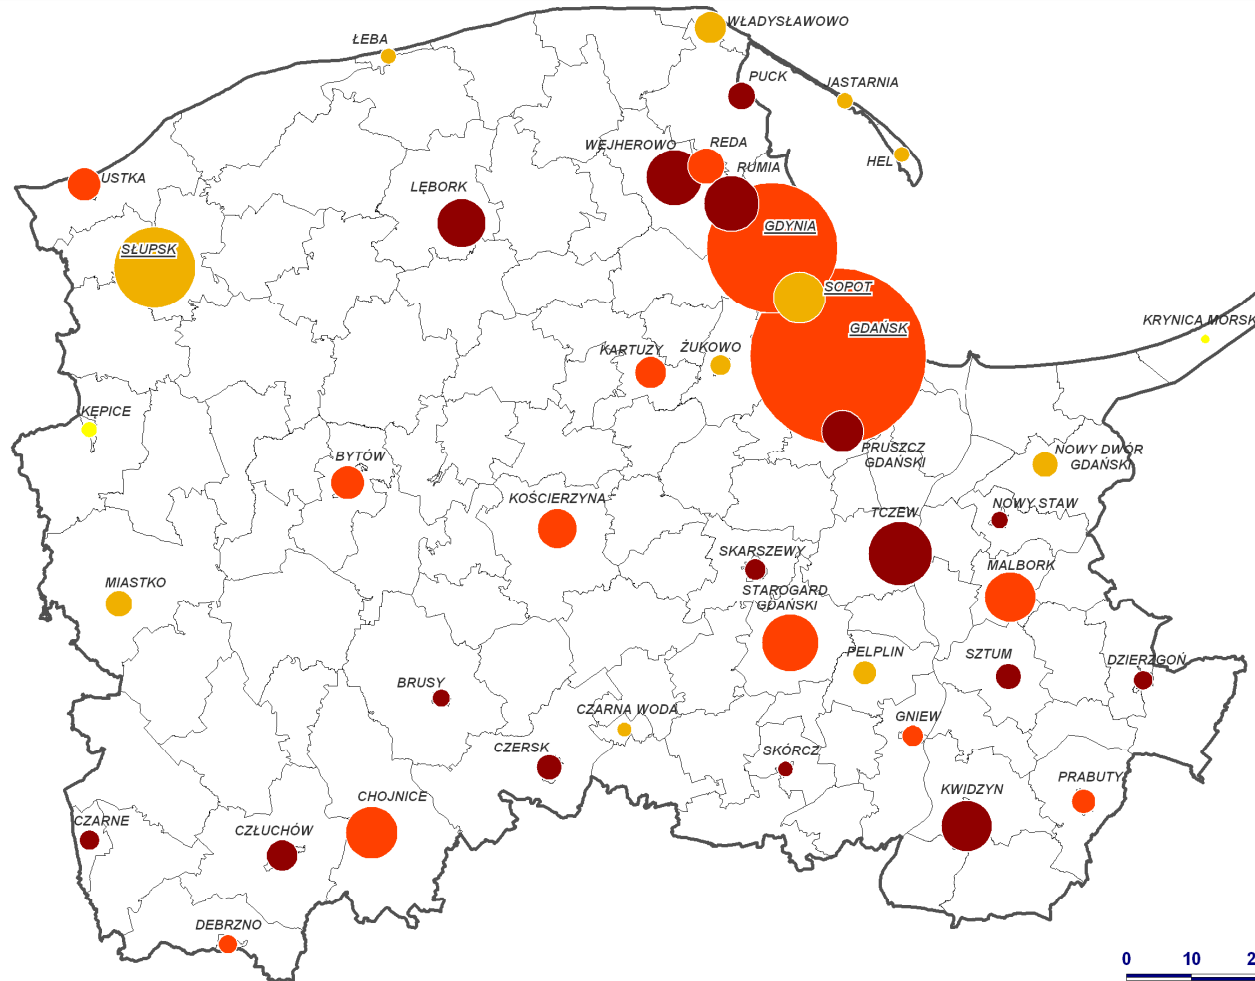 WŁADYSŁAWOWO
ŁEBA
PUCK
JASTARNIA
WEJHEROWO
REDA
HEL
RUMIA
USTKA
LĘBORK
GDYNIA
SŁUPSK
SOPOT
GDAŃSK
KRYNICA MORSK
KARTUZY
ŻUKOWO
KĘPICE
PRUSZCZ
GDAŃSKI
NOWY DWÓR
GDAŃSKI
BYTÓW
KOŚCIERZYNA
NOWY STAW
TCZEW
SKARSZEWY
MALBORK
MIASTKO
STAROGARD
GDAŃSKI
PELPLIN
SZTUM
DZIERZGOŃ
BRUSY
CZARNA WODA
GNIEW
CZERSK
SKÓRCZ
PRABUTY
KWIDZYN
CHOJNICE
CZARNE
CZŁUCHÓW
DEBRZNO
0 10 2